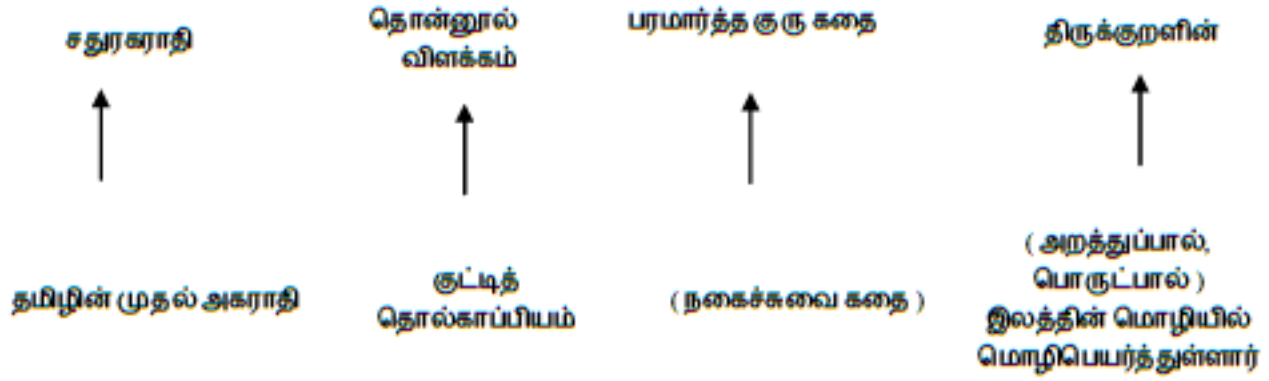 சதுரகராதி
தொன்னூல்
விளக்கம்
பரமார்த்த குரு கதை
திருக்குறளின்
தமிழின் முதல் அகராதி
குட்டித்
தொல்காப்பியம்
( நகைச்சுவை கதை )
( அறத்துப்பால்,
பொருட்பால் )
இலத்தின் மொழியில்
மொழிபெயர்த்துள்ளார்